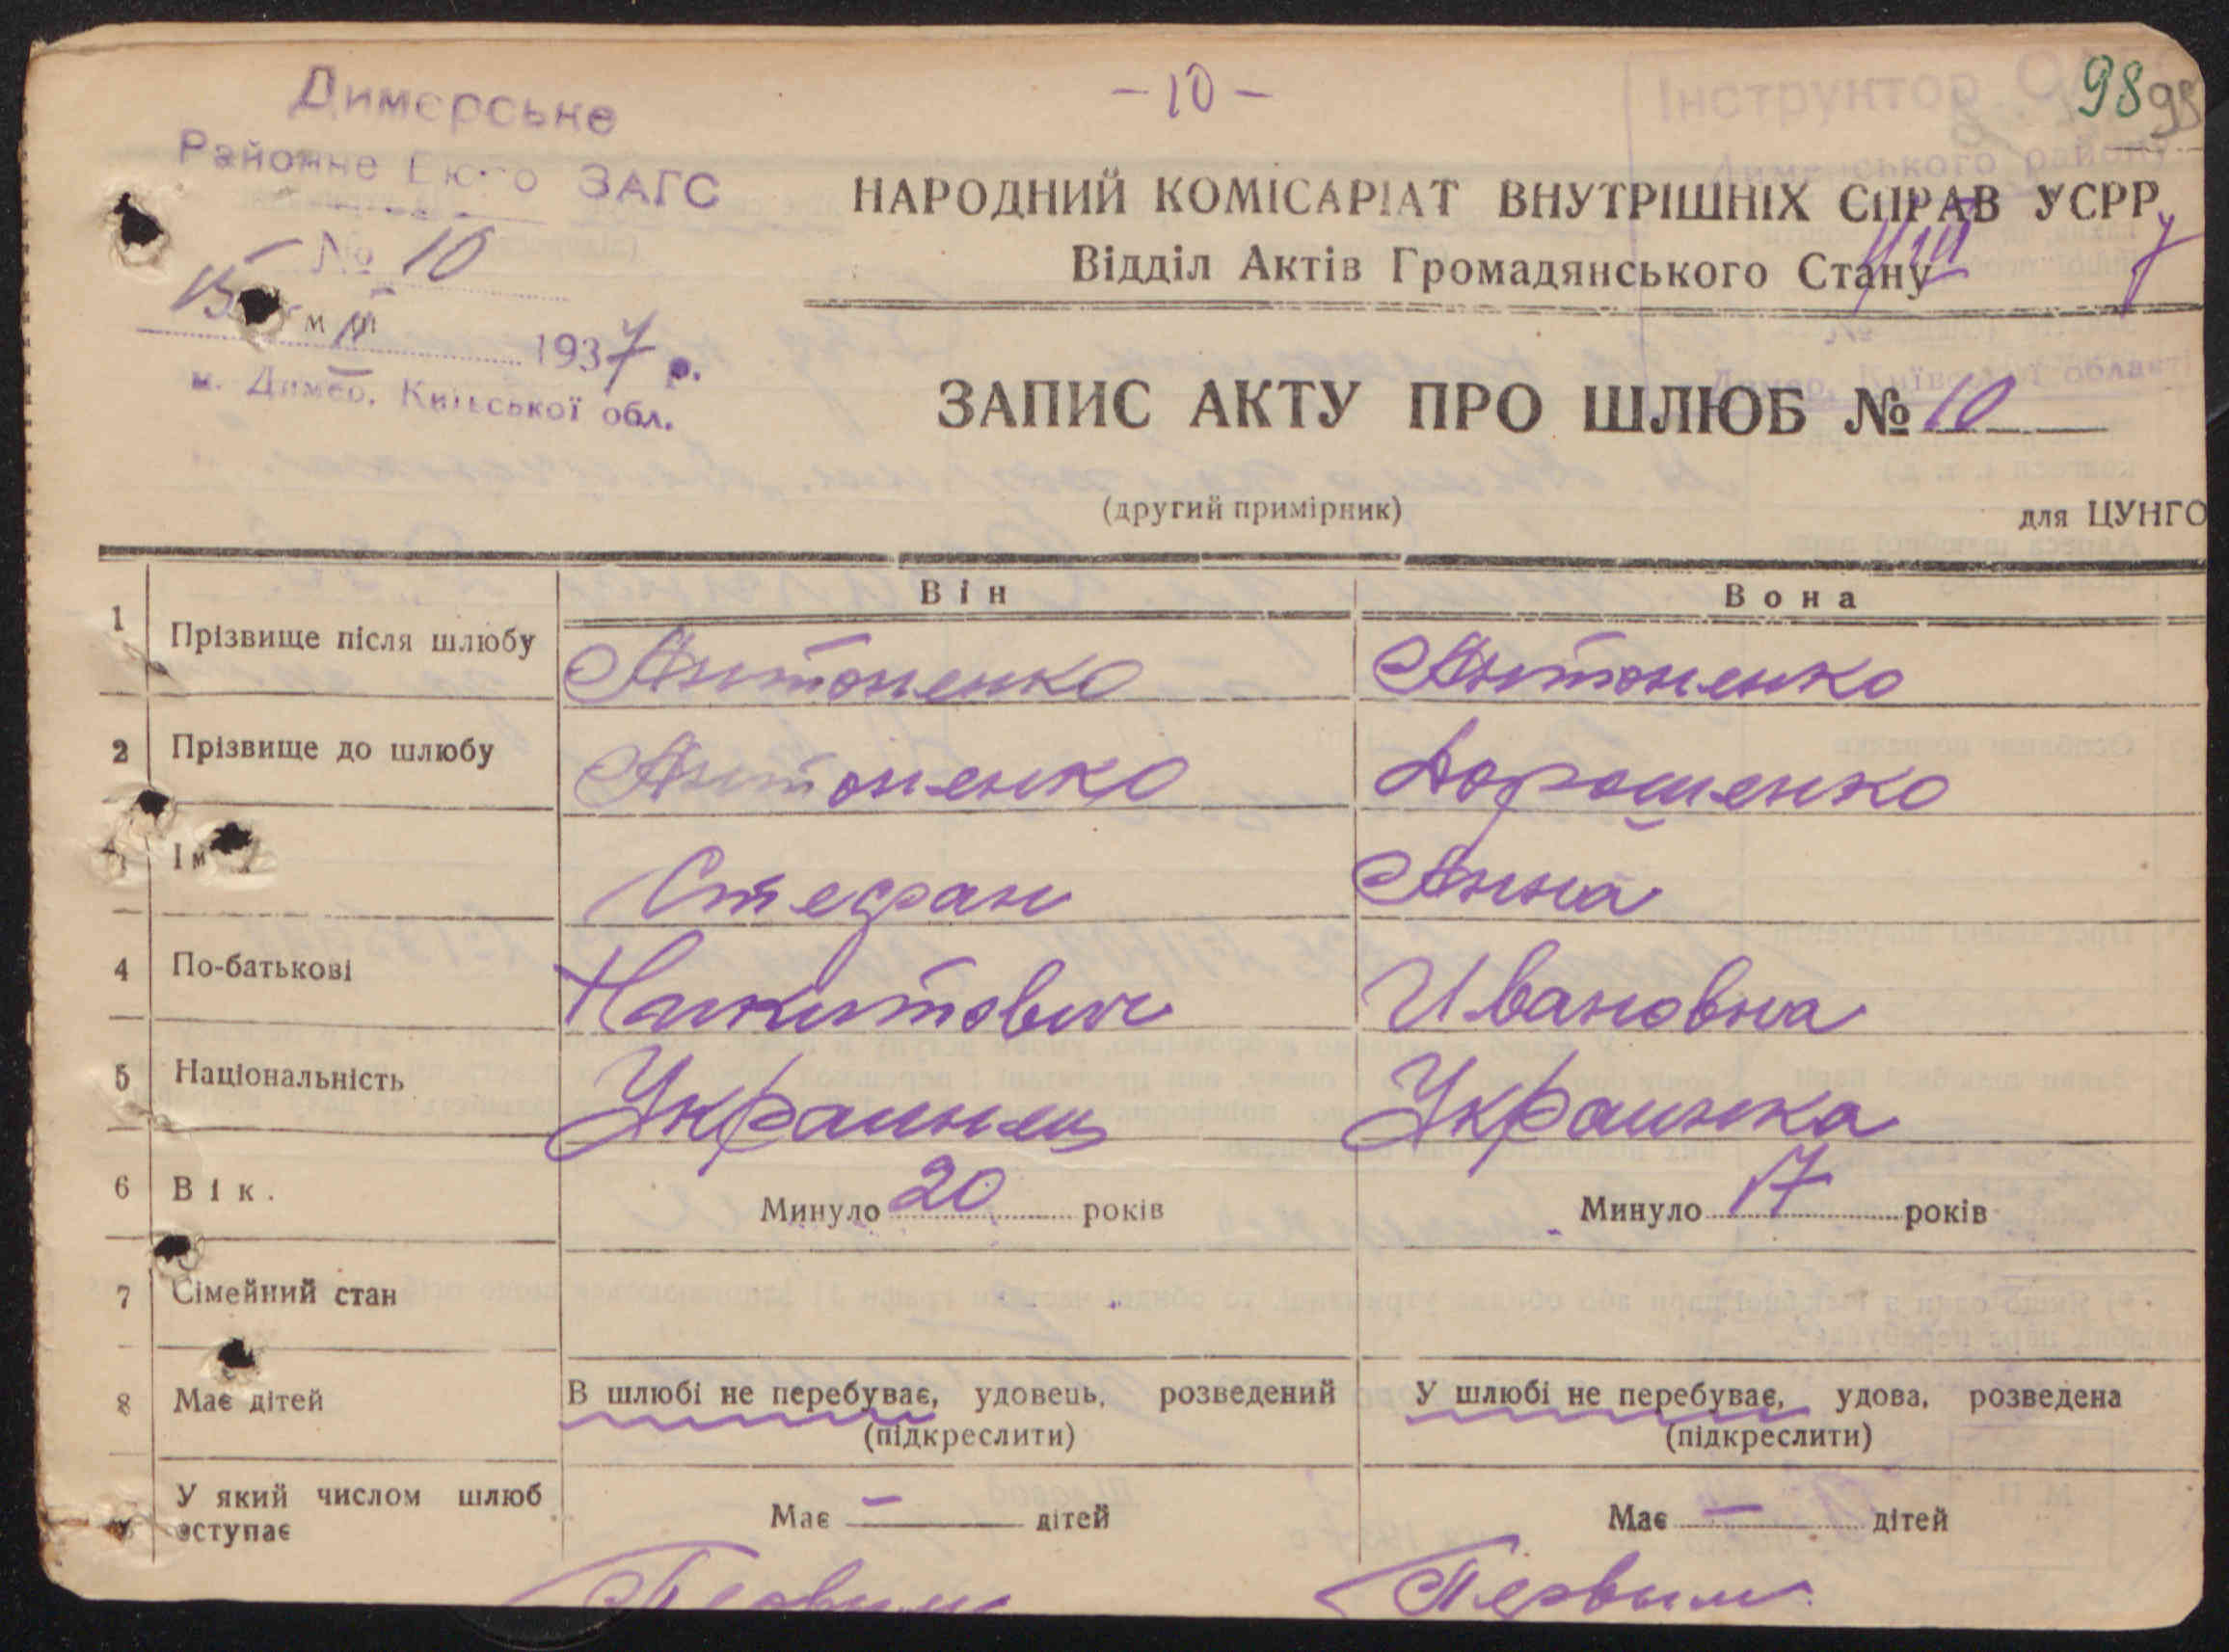 Димерське
Районне Бюро ЗАГС
№ 10
15 м III 1937 р.
м. Димер, Київської обл.
- 10 -
Інструктор
98 98
НАРОДНИЙ КОМІСАРІАТ ВНУТРІШНІХ СПРАВ УСРР
Відділ Актів Громадянського Стану
ЗАПИС АКТУ ПРО ШЛЮБ № 10
(другий примірник) для ЦУНГО
Він Вона
1 Прізвище після шлюбу Антоненко Антоненко
2 Прізвище до шлюбу Антоненко Дорошенко
Ім Стефан Анна
4 По-батькові Никитович Ивановна
5 Національність Украинец Украинка
6 Вік. Минуло 20 років Минуло 17 років
7 Сімейний стан
8 Має дітей В шлюбі не перебуває, удовець, розведений У шлюбі не перебуває, удова, розведена
(підкреслити) (підкреслити)
У який числом шлюб
вступає Має — дітей Має — дітей
Первым Первым